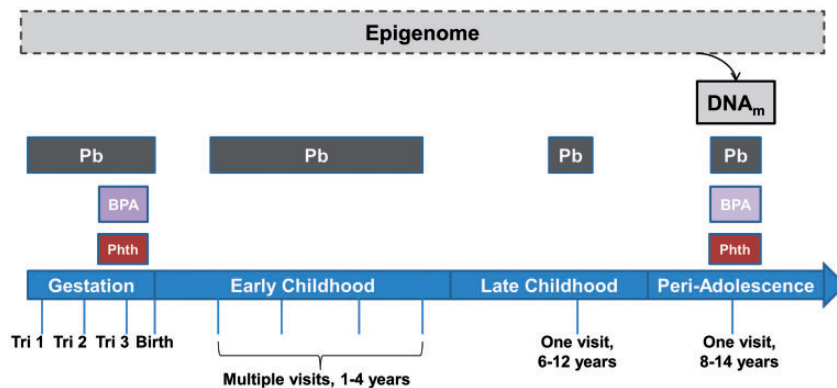 Epigenome
DNAm
Pb Pb Pb Pb
BPA BPA
Phth Phth
Gestation Early Childhood Late Childhood Peri-Adolescence
Tri 1 Tri 2 Tri 3 Birth
Multiple visits, 1-4 years
One visit,
6-12 years
One visit,
8-14 years